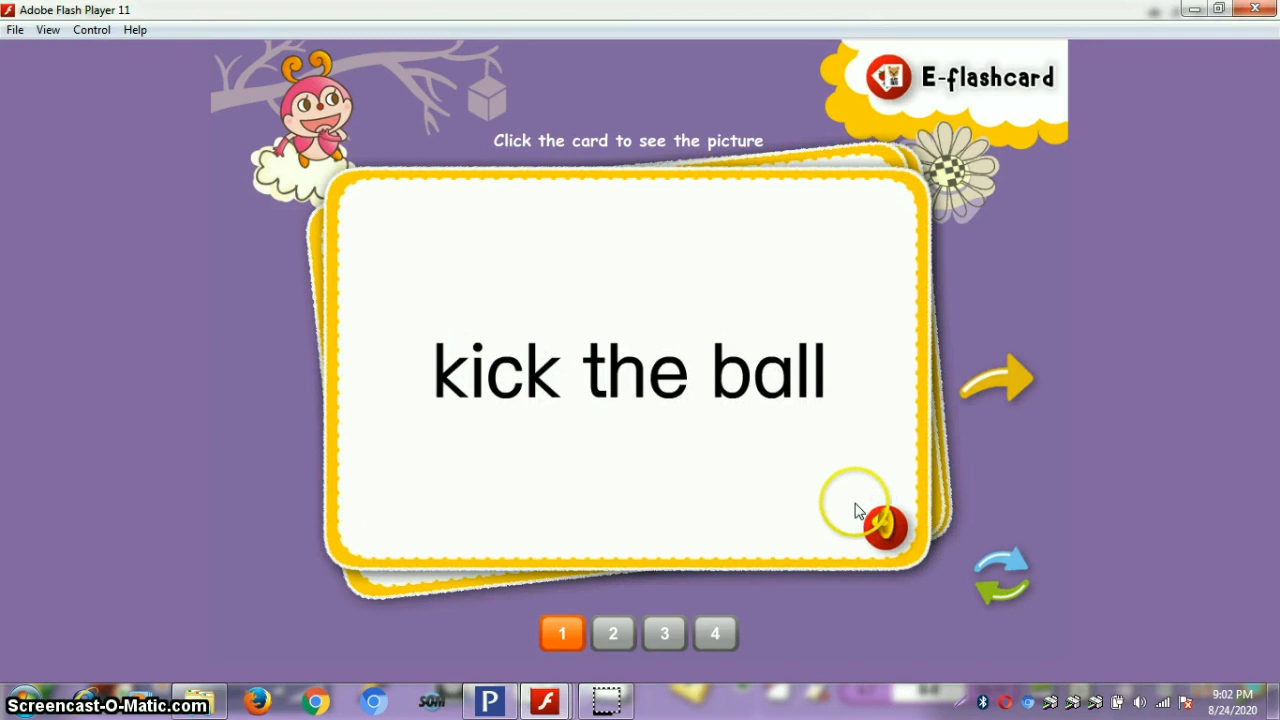 Adobe Flash Player 11
File View Control Help
E-flashcard
Click the card to see the picture
kick the ball
1 2 3 4
SOM
P
9:02 PM
8/24/2020
Screencast-O-Matic.com